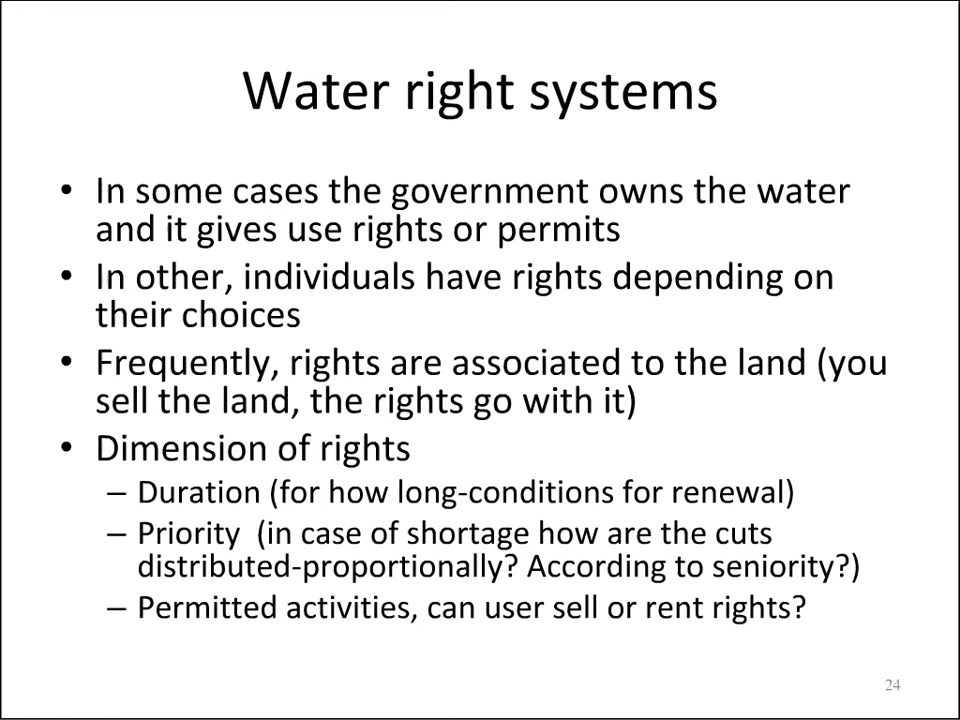 Water right systems
• In some cases the government owns the water
and it gives use rights or permits
• In other, individuals have rights depending on
their choices
• Frequently, rights are associated to the land (you
sell the land, the rights go with it)
• Dimension of rights
– Duration (for how long-conditions for renewal)
– Priority  (in case of shortage how are the cuts
distributed-proportionally? According to seniority?)
– Permitted activities, can user sell or rent rights?
24